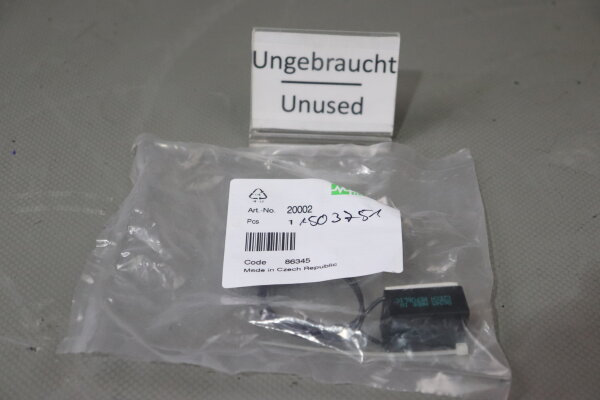 Ungebraucht
Unused
Art.-No. 20002
Pcs 1 1503751
Code 86345
Made in Czech Republic